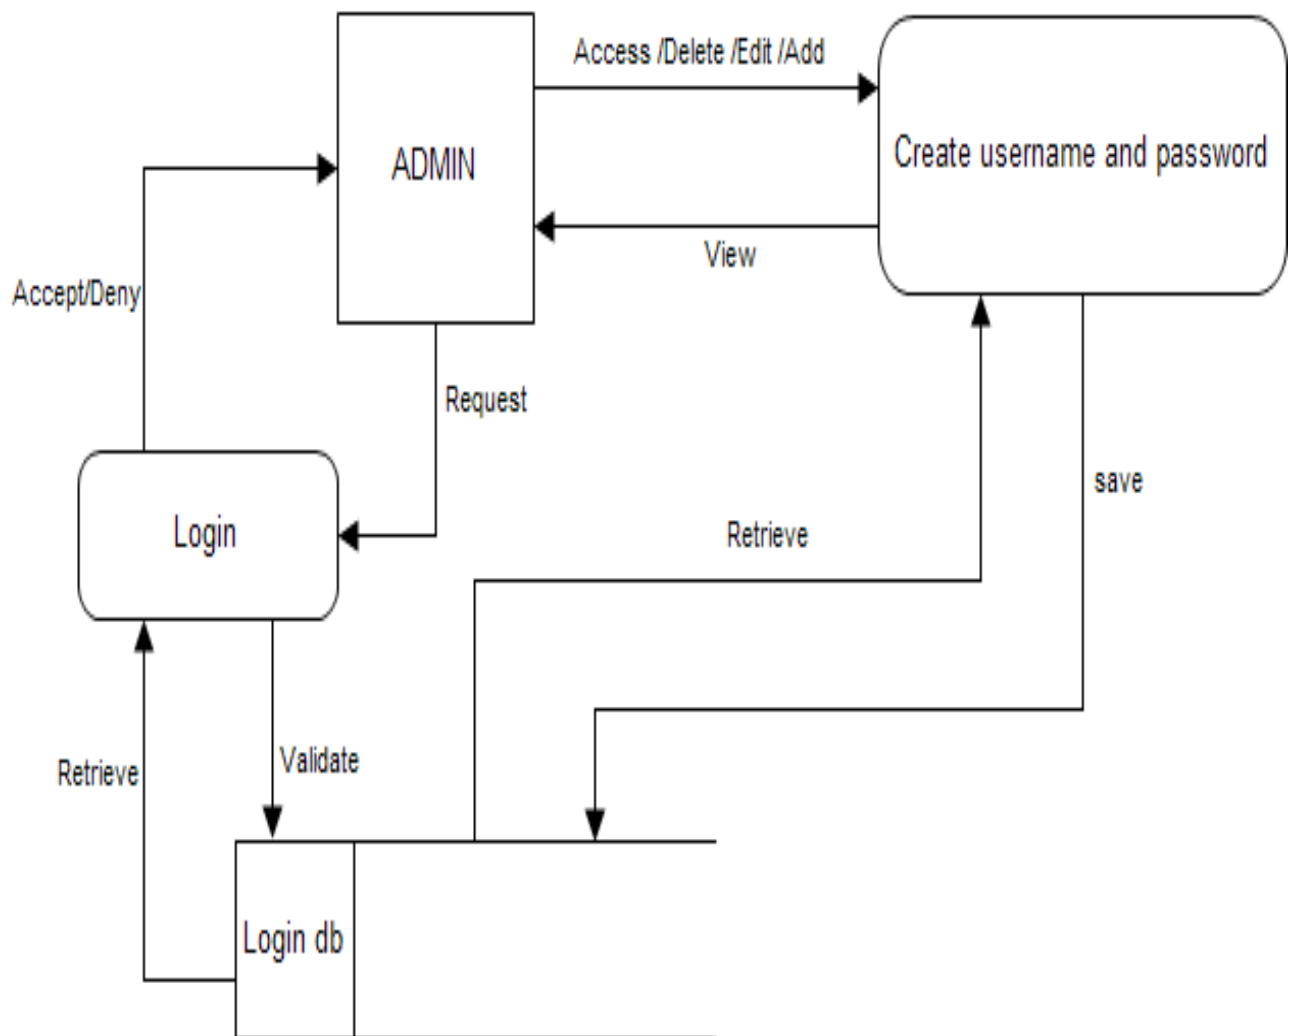 Access /Delete /Edit /Add
ADMIN
Create username and password
View
Accept/Deny
Request
save
Login
Retrieve
Validate
Retrieve
Login db